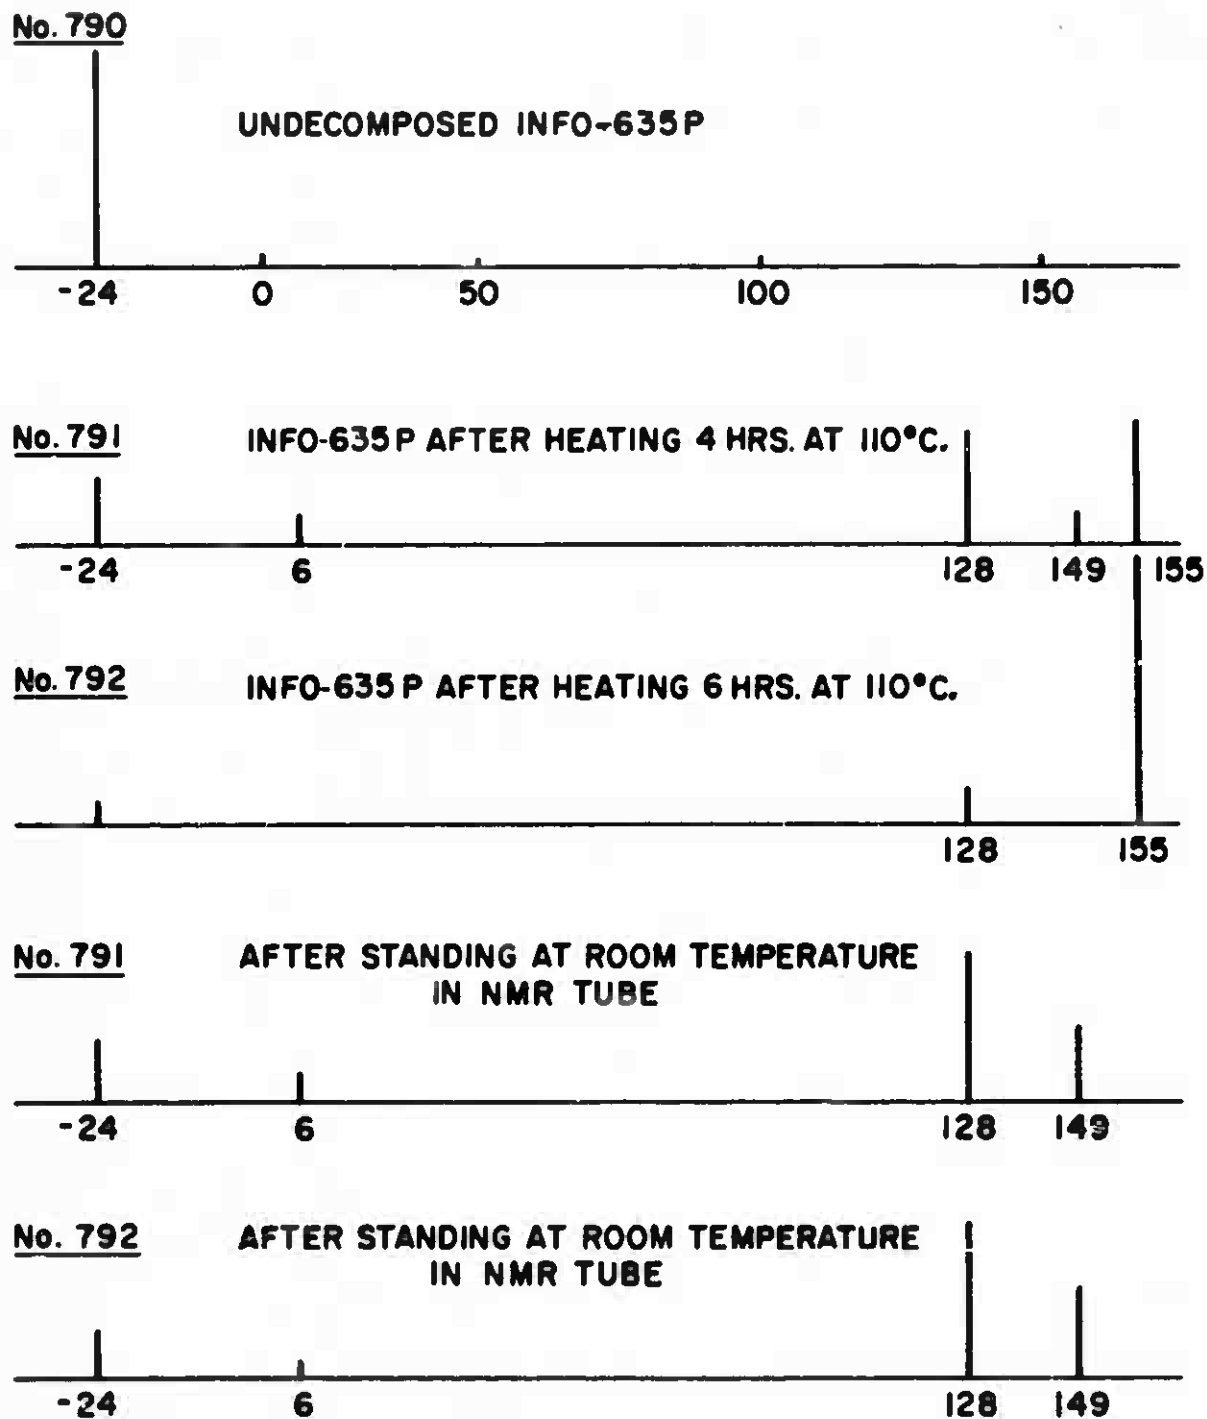 No. 790
UNDECOMPOSED INFO-635P
-24 0 50 100 150
No. 791
INFO-635P AFTER HEATING 4 HRS. AT 110°C.
-24 6 128 149 155
No. 792
INFO-635P AFTER HEATING 6 HRS. AT 110°C.
128 155
No. 791
AFTER STANDING AT ROOM TEMPERATURE
IN NMR TUBE
-24 6 128 149
No. 792
AFTER STANDING AT ROOM TEMPERATURE
IN NMR TUBE
-24 6 128 149